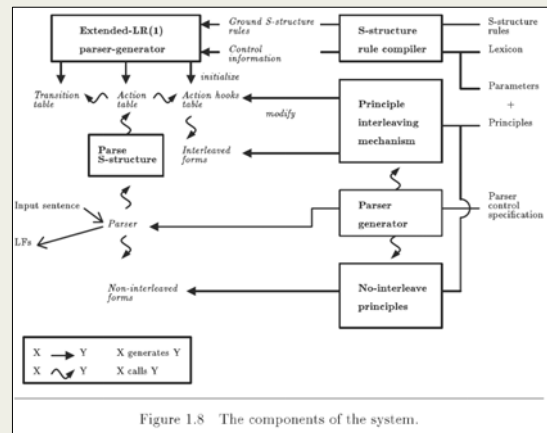 Extended-LR(1)
parser-generator
Ground S-structure
rules
Control
information
S-structure
rule compiler
S-structure
rules
Lexicon
initialize
Transition
table
Action
table
Action hooks
table
modify
Principle
interleaving
mechanism
Parameters
+
Principles
Parse
S-structure
Interleaved
forms
Input sentence
Parser
LFs
Parser
generator
Parser
control
specification
Non-interleaved
forms
No-interleave
principles
X Y X generates Y
X Y X calls Y
Figure 1.8 The components of the system.